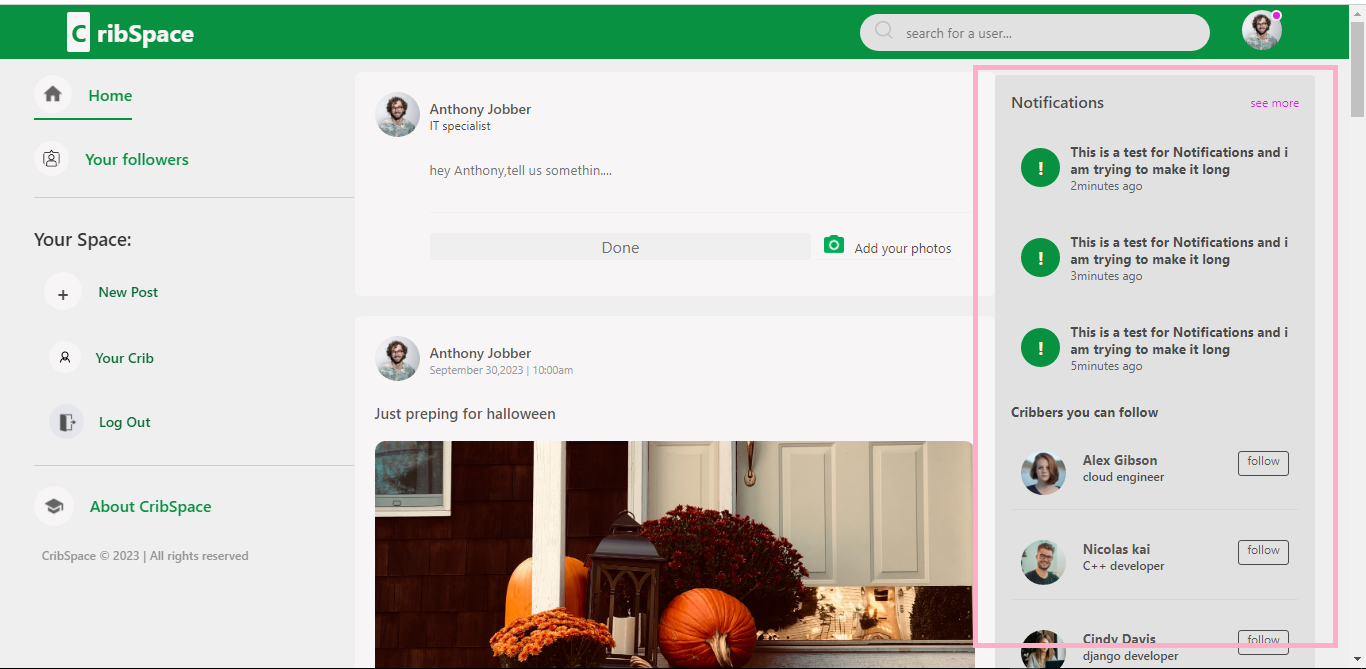 CribSpace
search for a user...
Home
Your followers
Your Space:
New Post
Your Crib
Log Out
About CribSpace
CribSpace © 2023 | All rights reserved
Anthony Jobber
IT specialist
hey Anthony,tell us somethin....
Done
Add your photos
Anthony Jobber
September 30,2023 | 10:00am
Just preping for halloween
Notifications
see more
This is a test for Notifications and i
am trying to make it long
2minutes ago
This is a test for Notifications and i
am trying to make it long
3minutes ago
This is a test for Notifications and i
am trying to make it long
5minutes ago
Cribbers you can follow
Alex Gibson
cloud engineer
follow
Nicolas kai
C++ developer
follow
Cindy Davis
django developer
follow